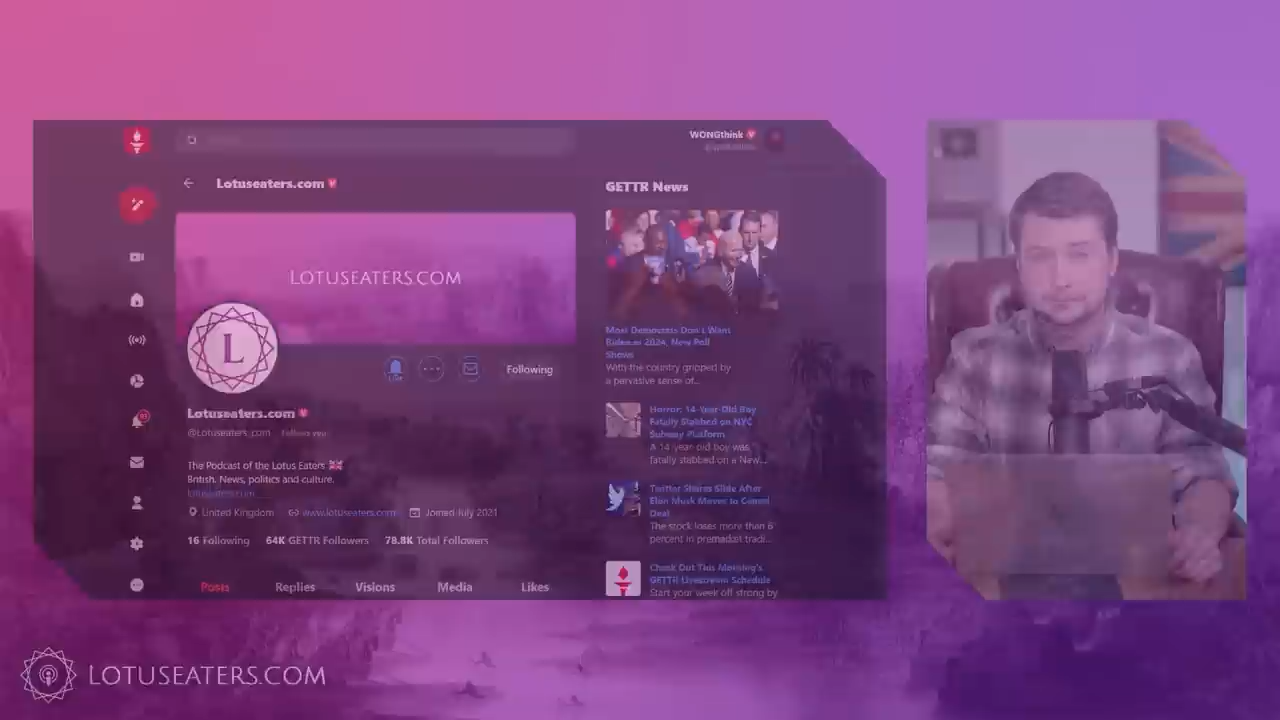 WONGthink
Lotuseaters.com
GETTR News
LOTUSEATERS.COM
L
Most Democrats Don't Want
Biden in 2024, New Poll
Shows
With the country gripped by
a pervasive sense of...
Following
Lotuseaters.com
@Lotuseaters_com Follows you
Horror: 14-Year-Old Boy
Fatally Stabbed on NYC
Subway Platform
A 14-year-old boy was
fatally stabbed on a New...
The Podcast of the Lotus Eaters
British. News, politics and culture.
Lotuseaters.com
United Kingdom www.lotuseaters.com Joined July 2021
16 Following 64K GETTR Followers 78.8K Total Followers
Twitter Shares Slide After
Elon Musk Moves to Cancel
Deal
The stock loses more than 6
percent in premarket tradi...
Check Out This Morning's
GETTR Livestream Schedule
Start your week off strong by
Posts Replies Visions Media Likes
LOTUSEATERS.COM